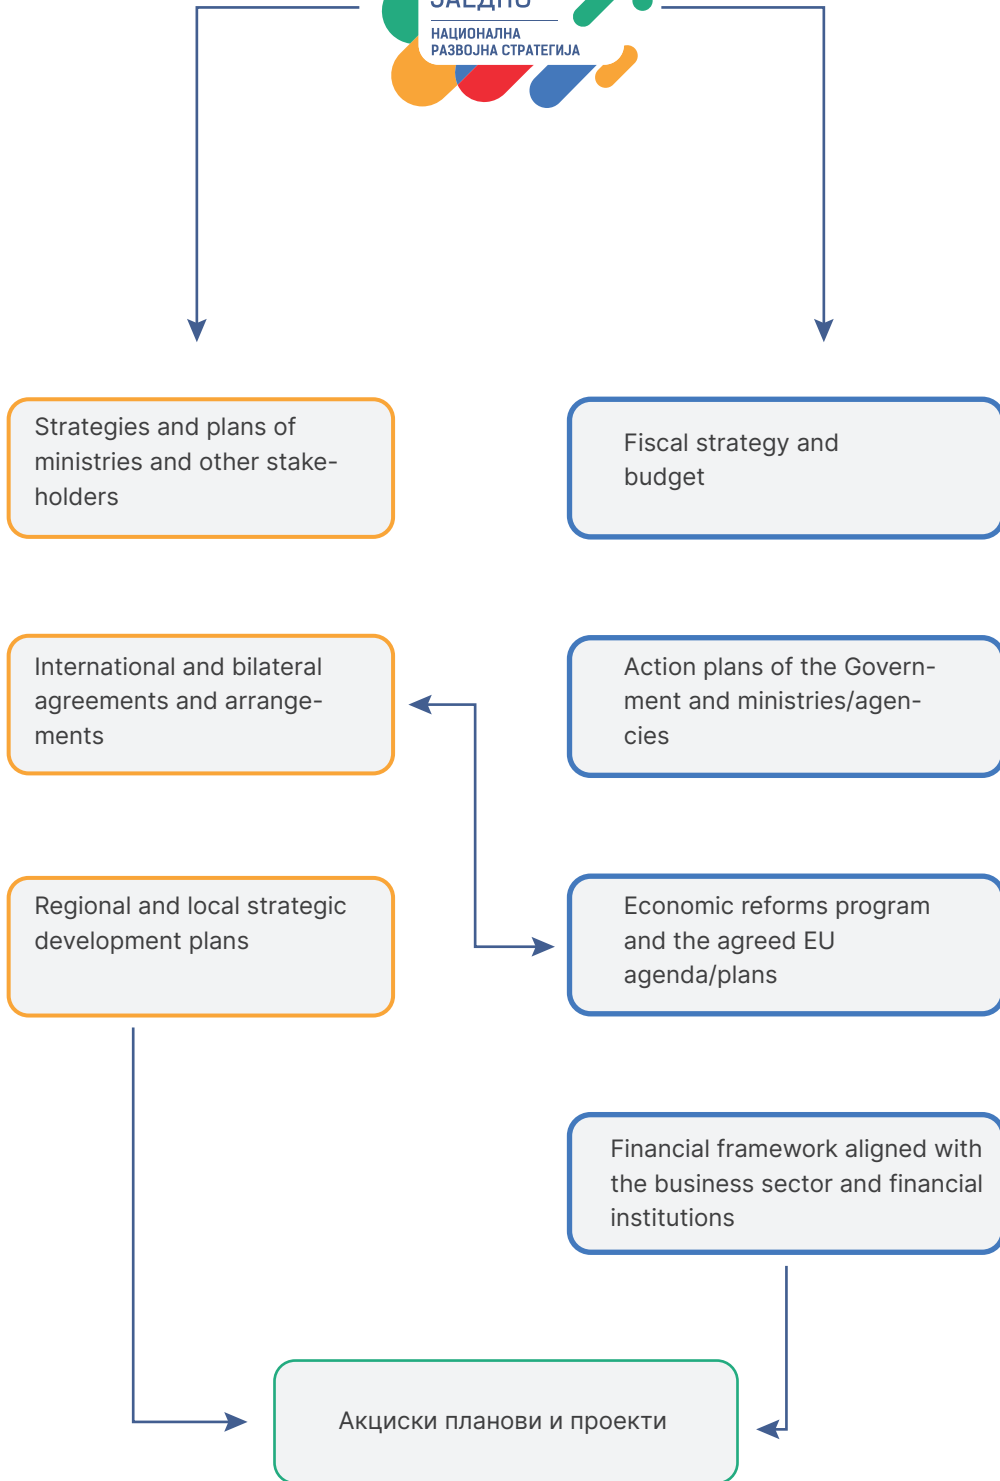 ЗАЕДНО
НАЦИОНАЛНА
РАЗВОЈНА СТРАТЕГИЈА
Strategies and plans of
ministries and other stake-
holders
Fiscal strategy and
budget
International and bilateral
agreements and arrange-
ments
Action plans of the Govern-
ment and ministries/agen-
cies
Regional and local strategic
development plans
Economic reforms program
and the agreed EU
agenda/plans
Financial framework aligned with
the business sector and financial
institutions
Акциски планови и проекти